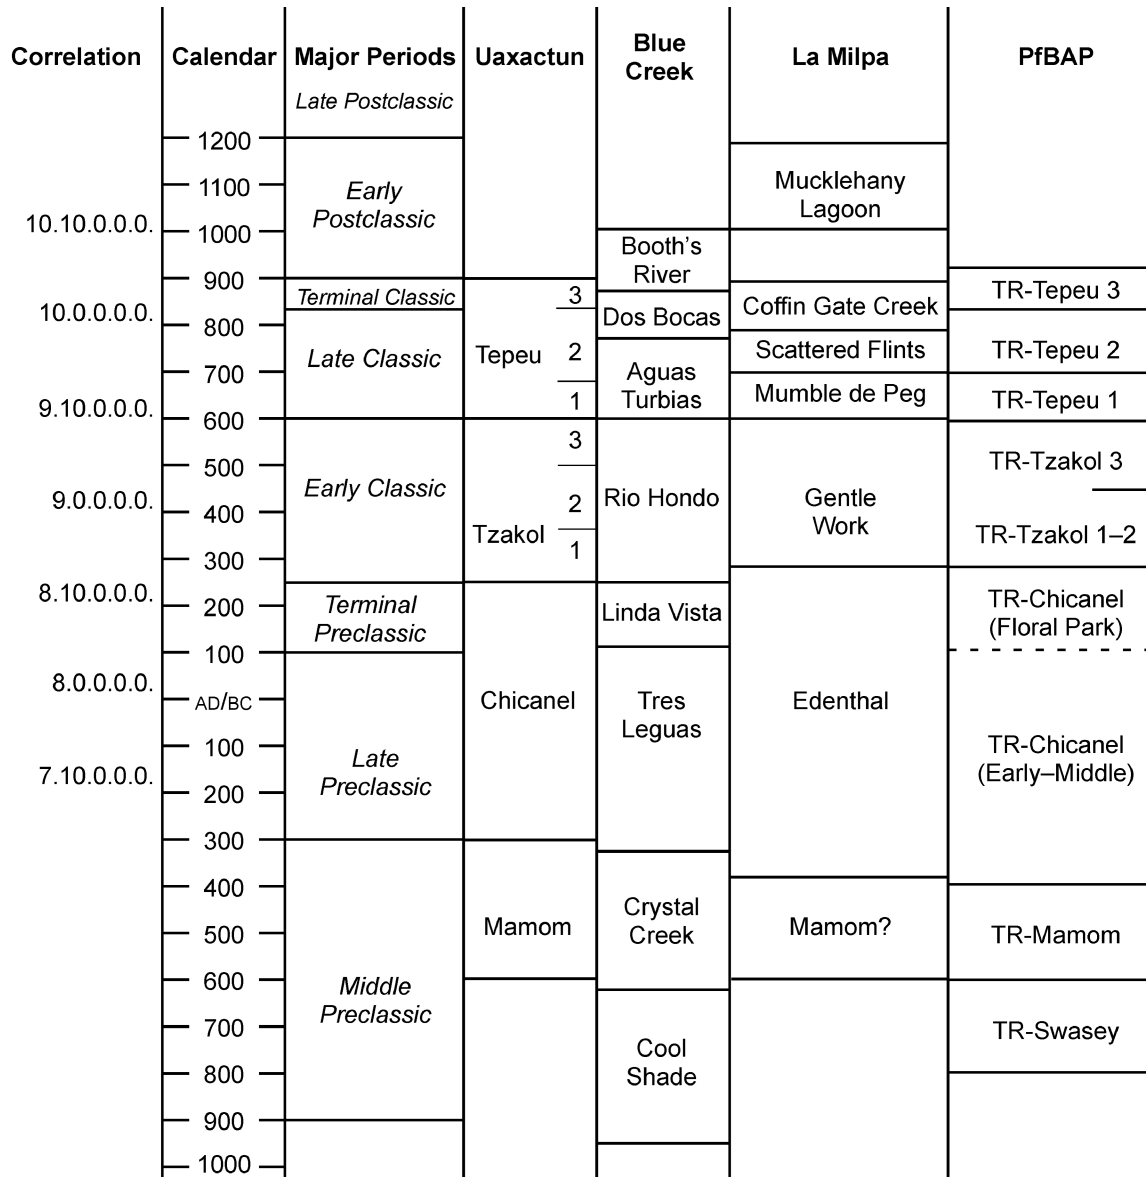 Correlation
Calendar
Major Periods
Uaxactun
Blue
Creek
La Milpa
PfBAP
10.10.0.0.0.
10.0.0.0.0.
9.10.0.0.0.
9.0.0.0.0.
8.10.0.0.0.
8.0.0.0.0.
7.10.0.0.0.
1200
1100
1000
900
800
700
600
500
400
300
200
100
AD/BC
100
200
300
400
500
600
700
800
900
1000
Late Postclassic
Early
Postclassic
Terminal Classic
Late Classic
Early Classic
Terminal
Preclassic
Late
Preclassic
Middle
Preclassic
3
Tepeu
2
1
3
2
Tzakol
1
Chicanel
Mamom
Booth’s
River
Dos Bocas
Aguas
Turbias
Rio Hondo
Linda Vista
Tres
Leguas
Crystal
Creek
Cool
Shade
Mucklehany
Lagoon
Coffin Gate Creek
Scattered Flints
Mumble de Peg
Gentle
Work
Edenthal
Mamom?
TR-Tepeu 3
TR-Tepeu 2
TR-Tepeu 1
TR-Tzakol 3
TR-Tzakol 1–2
TR-Chicanel
(Floral Park)
TR-Chicanel
(Early–Middle)
TR-Mamom
TR-Swasey